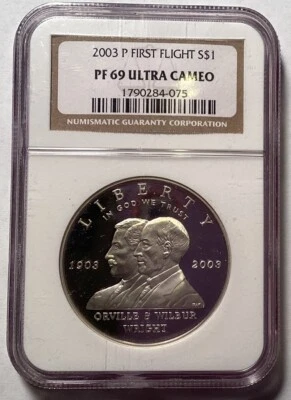 2003 P FIRST FLIGHT S$1
PF 69 ULTRA CAMEO
1790284-075
NUMISMATIC GUARANTY CORPORATION
LIBERTY
IN GOD WE TRUST
1903 2003
ORVILLE & WILBUR
WRIGHT